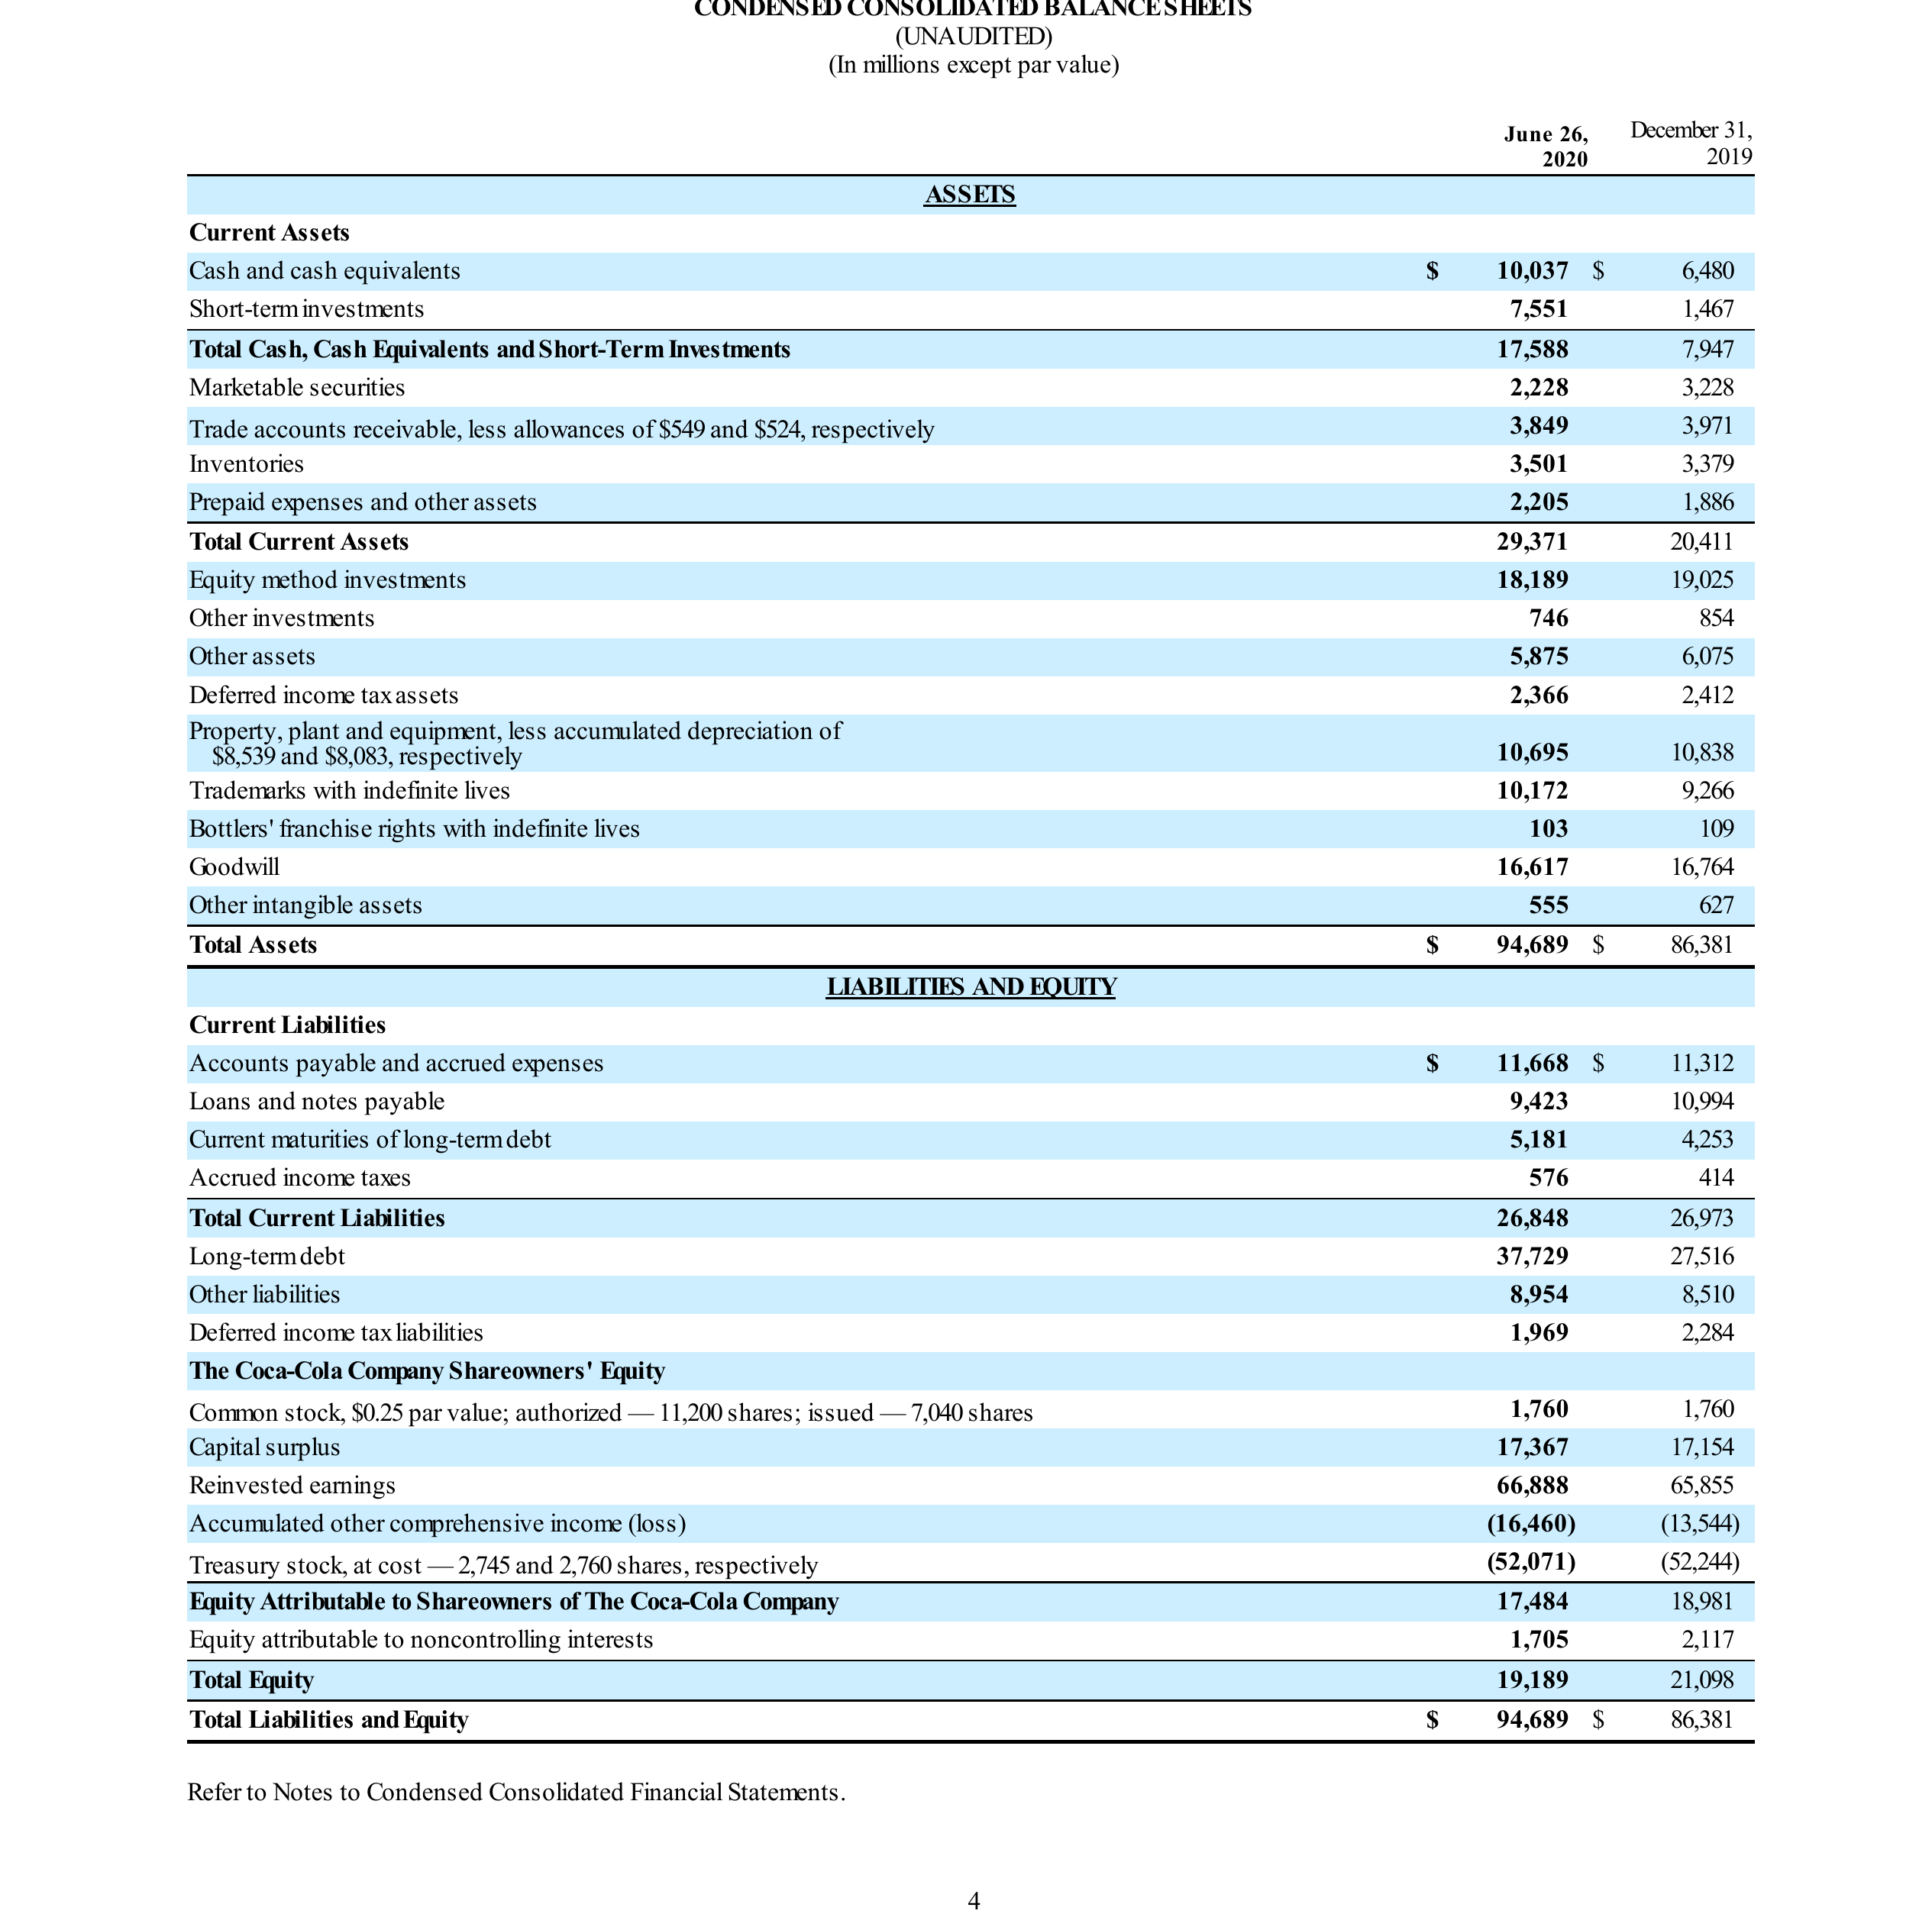 CONDENSED CONSOLIDATED BALANCE SHEETS
(UNAUDITED)
(In millions except par value)
June 26, 2020 December 31, 2019
ASSETS
Current Assets
Cash and cash equivalents $ 10,037 $ 6,480
Short-term investments 7,551 1,467
Total Cash, Cash Equivalents and Short-Term Investments 17,588 7,947
Marketable securities 2,228 3,228
Trade accounts receivable, less allowances of $549 and $524, respectively 3,849 3,971
Inventories 3,501 3,379
Prepaid expenses and other assets 2,205 1,886
Total Current Assets 29,371 20,411
Equity method investments 18,189 19,025
Other investments 746 854
Other assets 5,875 6,075
Deferred income tax assets 2,366 2,412
Property, plant and equipment, less accumulated depreciation of
$8,539 and $8,083, respectively 10,695 10,838
Trademarks with indefinite lives 10,172 9,266
Bottlers' franchise rights with indefinite lives 103 109
Goodwill 16,617 16,764
Other intangible assets 555 627
Total Assets $ 94,689 $ 86,381
LIABILITIES AND EQUITY
Current Liabilities
Accounts payable and accrued expenses $ 11,668 $ 11,312
Loans and notes payable 9,423 10,994
Current maturities of long-term debt 5,181 4,253
Accrued income taxes 576 414
Total Current Liabilities 26,848 26,973
Long-term debt 37,729 27,516
Other liabilities 8,954 8,510
Deferred income tax liabilities 1,969 2,284
The Coca-Cola Company Shareowners' Equity
Common stock, $0.25 par value; authorized — 11,200 shares; issued — 7,040 shares 1,760 1,760
Capital surplus 17,367 17,154
Reinvested earnings 66,888 65,855
Accumulated other comprehensive income (loss) (16,460) (13,544)
Treasury stock, at cost — 2,745 and 2,760 shares, respectively (52,071) (52,244)
Equity Attributable to Shareowners of The Coca-Cola Company 17,484 18,981
Equity attributable to noncontrolling interests 1,705 2,117
Total Equity 19,189 21,098
Total Liabilities and Equity $ 94,689 $ 86,381
Refer to Notes to Condensed Consolidated Financial Statements.
4